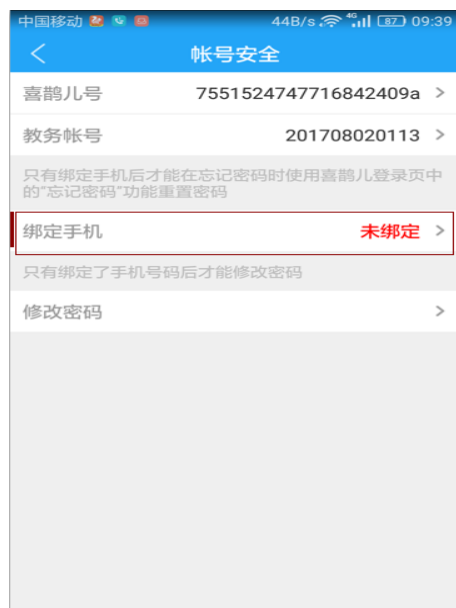 中国移动 44B/s 4G 87 09:39
帐号安全
喜鹊儿号 7551524747716842409a >
教务帐号 201708020113 >
只有绑定手机后才能在忘记密码时使用喜鹊儿登录页中
的“忘记密码”功能重置密码
绑定手机 未绑定 >
只有绑定了手机号码后才能修改密码
修改密码 >